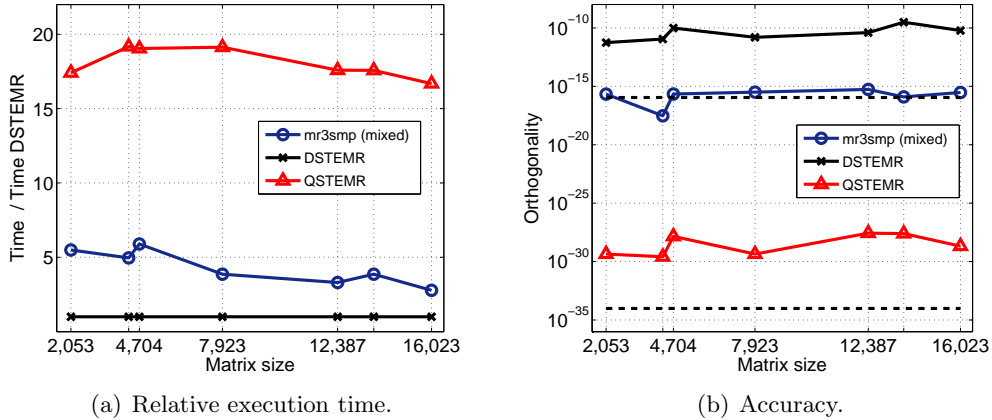 Time / Time DSTEMR
20
15
10
5
mr3smp (mixed)
DSTEMR
QSTEMR
2,053
4,704
7,923
12,387
16,023
Matrix size
(a) Relative execution time.
Orthogonality
10^-10
10^-15
10^-20
10^-25
10^-30
10^-35
mr3smp (mixed)
DSTEMR
QSTEMR
2,053
4,704
7,923
12,387
16,023
Matrix size
(b) Accuracy.